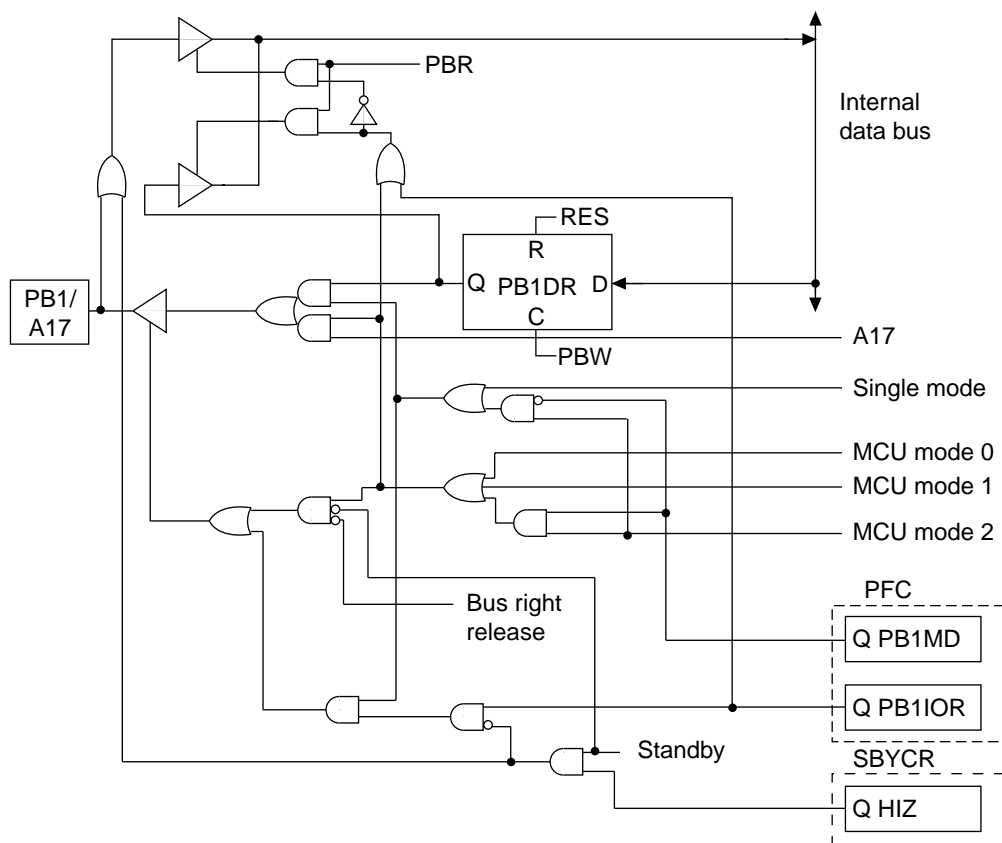 PBR
Internal
data bus
RES
R
Q PB1DR D
C
PBW
PB1/
A17
A17
Single mode
MCU mode 0
MCU mode 1
MCU mode 2
PFC
Bus right
release
Q PB1MD
Q PB1IOR
Standby
SBYCR
Q HIZ